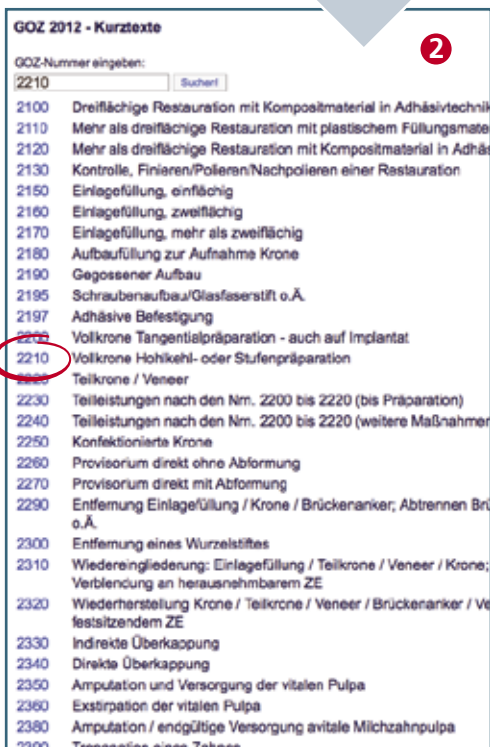 GOZ 2012 - Kurztexte
2
GOZ-Nummer eingeben:
2210 Suchen!
2100 Dreiflächige Restauration mit Kompositmaterial in Adhäsivtechnik
2110 Mehr als dreiflächige Restauration mit plastischem Füllungsmate
2120 Mehr als dreiflächige Restauration mit Kompositmaterial in Adhäs
2130 Kontrolle, Finieren/Polieren/Nachpolieren einer Restauration
2150 Einlagefüllung, einflächig
2160 Einlagefüllung, zweiflächig
2170 Einlagefüllung, mehr als zweiflächig
2180 Aufbaufüllung zur Aufnahme Krone
2190 Gegossener Aufbau
2195 Schraubenaufbau/Glasfaserstift o.Ä.
2197 Adhäsive Befestigung
2200 Vollkrone Tangentialpräparation - auch auf Implantat
2210 Vollkrone Hohlkehl- oder Stufenpräparation
2220 Teilkrone / Veneer
2230 Teilleistungen nach den Nrn. 2200 bis 2220 (bis Präparation)
2240 Teilleistungen nach den Nrn. 2200 bis 2220 (weitere Maßnahmen
2250 Konfektionierte Krone
2260 Provisorium direkt ohne Abformung
2270 Provisorium direkt mit Abformung
2290 Entfernung Einlagefüllung / Krone / Brückenanker; Abtrennen Brü
o.Ä.
2300 Entfernung eines Wurzelstiftes
2310 Wiedereingliederung: Einlagefüllung / Teilkrone / Veneer / Krone;
Verblendung an herausnehmbarem ZE
2320 Wiederherstellung Krone / Teilkrone / Veneer / Brückenanker / Ve
festsitzendem ZE
2330 Indirekte Überkappung
2340 Direkte Überkappung
2350 Amputation und Versorgung der vitalen Pulpa
2360 Exstirpation der vitalen Pulpa
2380 Amputation / endgültige Versorgung avitale Milchzahnpulpa
2390 Trepanation eines Zahnes